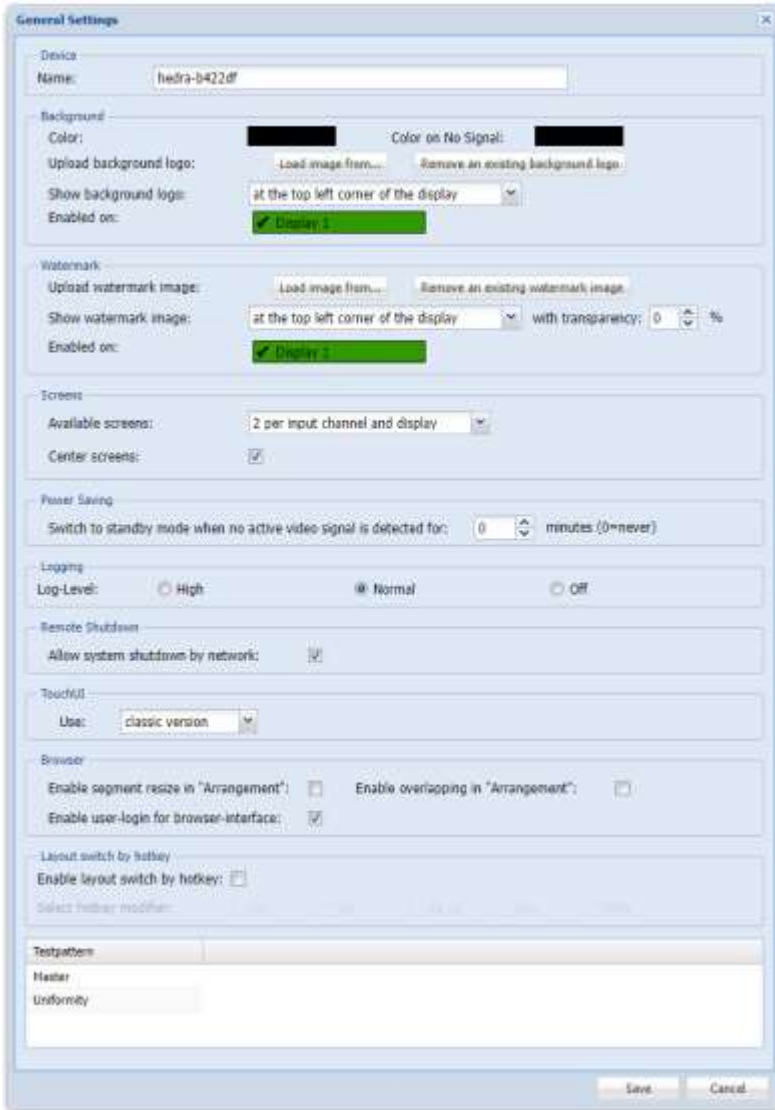 General Settings
Device
Name: hedra-b422df
Background
Color: Color on No Signal:
Upload background logo: Load image from... Remove an existing background logo
Show background logo: at the top left corner of the display
Enabled on: ✔ Display 1
Watermark
Upload watermark image: Load image from... Remove an existing watermark image
Show watermark image: at the top left corner of the display with transparency: 0 %
Enabled on: ✔ Display 1
Screens
Available screens: 2 per input channel and display
Center screens:
Power Saving
Switch to standby mode when no active video signal is detected for: 0 minutes (0=never)
Logging
Log-Level: High Normal Off
Remote Shutdown
Allow system shutdown by network:
TouchUI
Use: classic version
Browser
Enable segment resize in "Arrangement": Enable overlapping in "Arrangement":
Enable user-login for browser-interface:
Layout switch by hotkey
Enable layout switch by hotkey:
Select hotkey modifier:
Testpattern
Master
Uniformity
Save Cancel